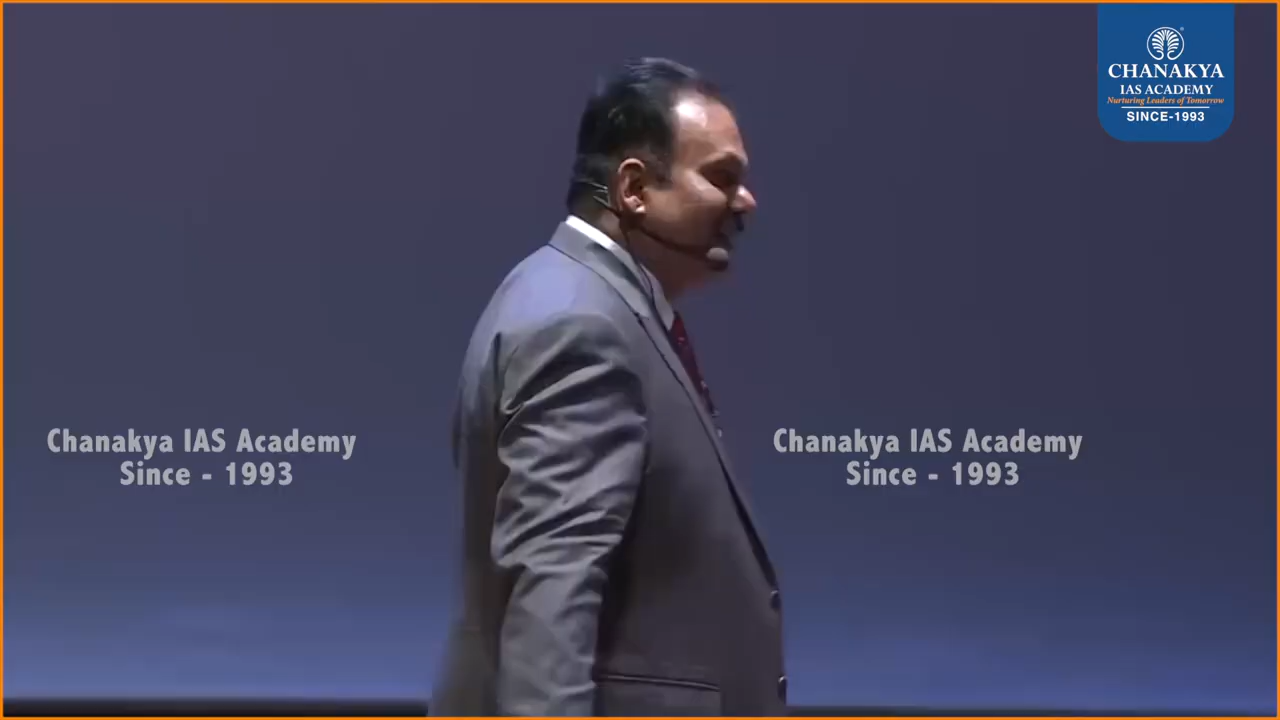 CHANAKYA
IAS ACADEMY
Nurturing Leaders of Tomorrow
SINCE-1993
Chanakya IAS Academy
Since - 1993
Chanakya IAS Academy
Since - 1993